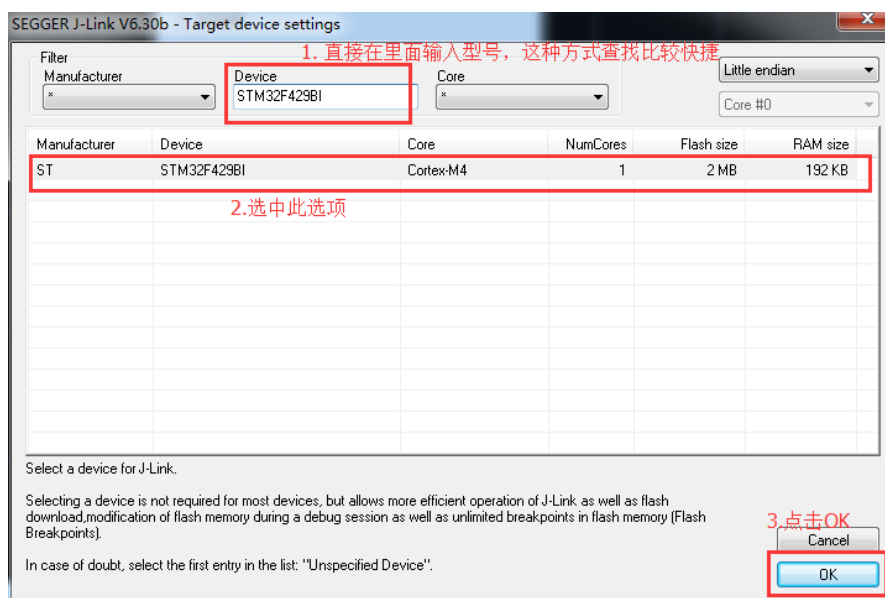 SEGGER J-Link V6.30b - Target device settings
1. 直接在里面输入型号，这种方式查找比较快捷
Filter
Manufacturer Device Core Little endian
* STM32F429BI * Core #0
Manufacturer Device Core NumCores Flash size RAM size
ST STM32F429BI Cortex-M4 1 2 MB 192 KB
2.选中此选项
Select a device for J-Link.
Selecting a device is not required for most devices, but allows more efficient operation of J-Link as well as flash
download,modification of flash memory during a debug session as well as unlimited breakpoints in flash memory (Flash
Breakpoints).
3.点击OK
Cancel
In case of doubt, select the first entry in the list: "Unspecified Device".
OK